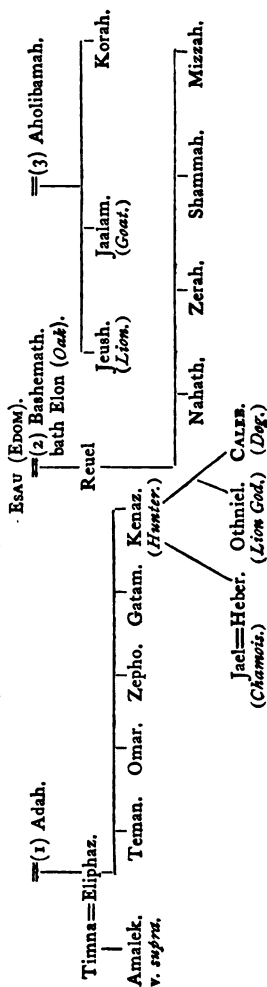 ESAU (EDOM).
=(1) Adah. =(2) Bashemath. =(3) Aholibamah.
bath Elon (Oak).
Timna=Eliphaz. Reuel Jeush. Jaalam. Korah.
(Lion.) (Goat.)
Amalek. Teman. Omar. Zepho. Gatam. Kenaz. Nahath. Zerah. Shammah. Mizzah.
v. supra. (Hunter.)
Jael=Heber. Othniel. CALEB.
(Chamois.) (Lion God.) (Dog.)